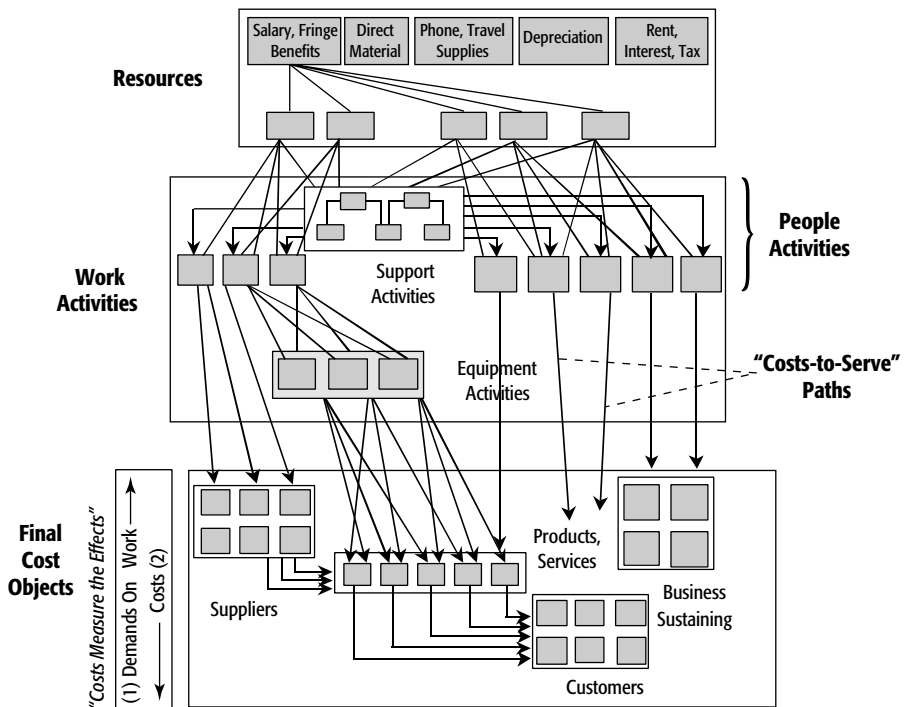 Salary, Fringe
Benefits
Direct
Material
Phone, Travel
Supplies
Depreciation
Rent,
Interest, Tax
Resources
People
Activities
Work
Activities
Support
Activities
Equipment
Activities
“Costs-to-Serve”
Paths
Final
Cost
Objects
“Costs Measure the Effects”
(1) Demands On Work
Costs (2)
Suppliers
Products,
Services
Business
Sustaining
Customers